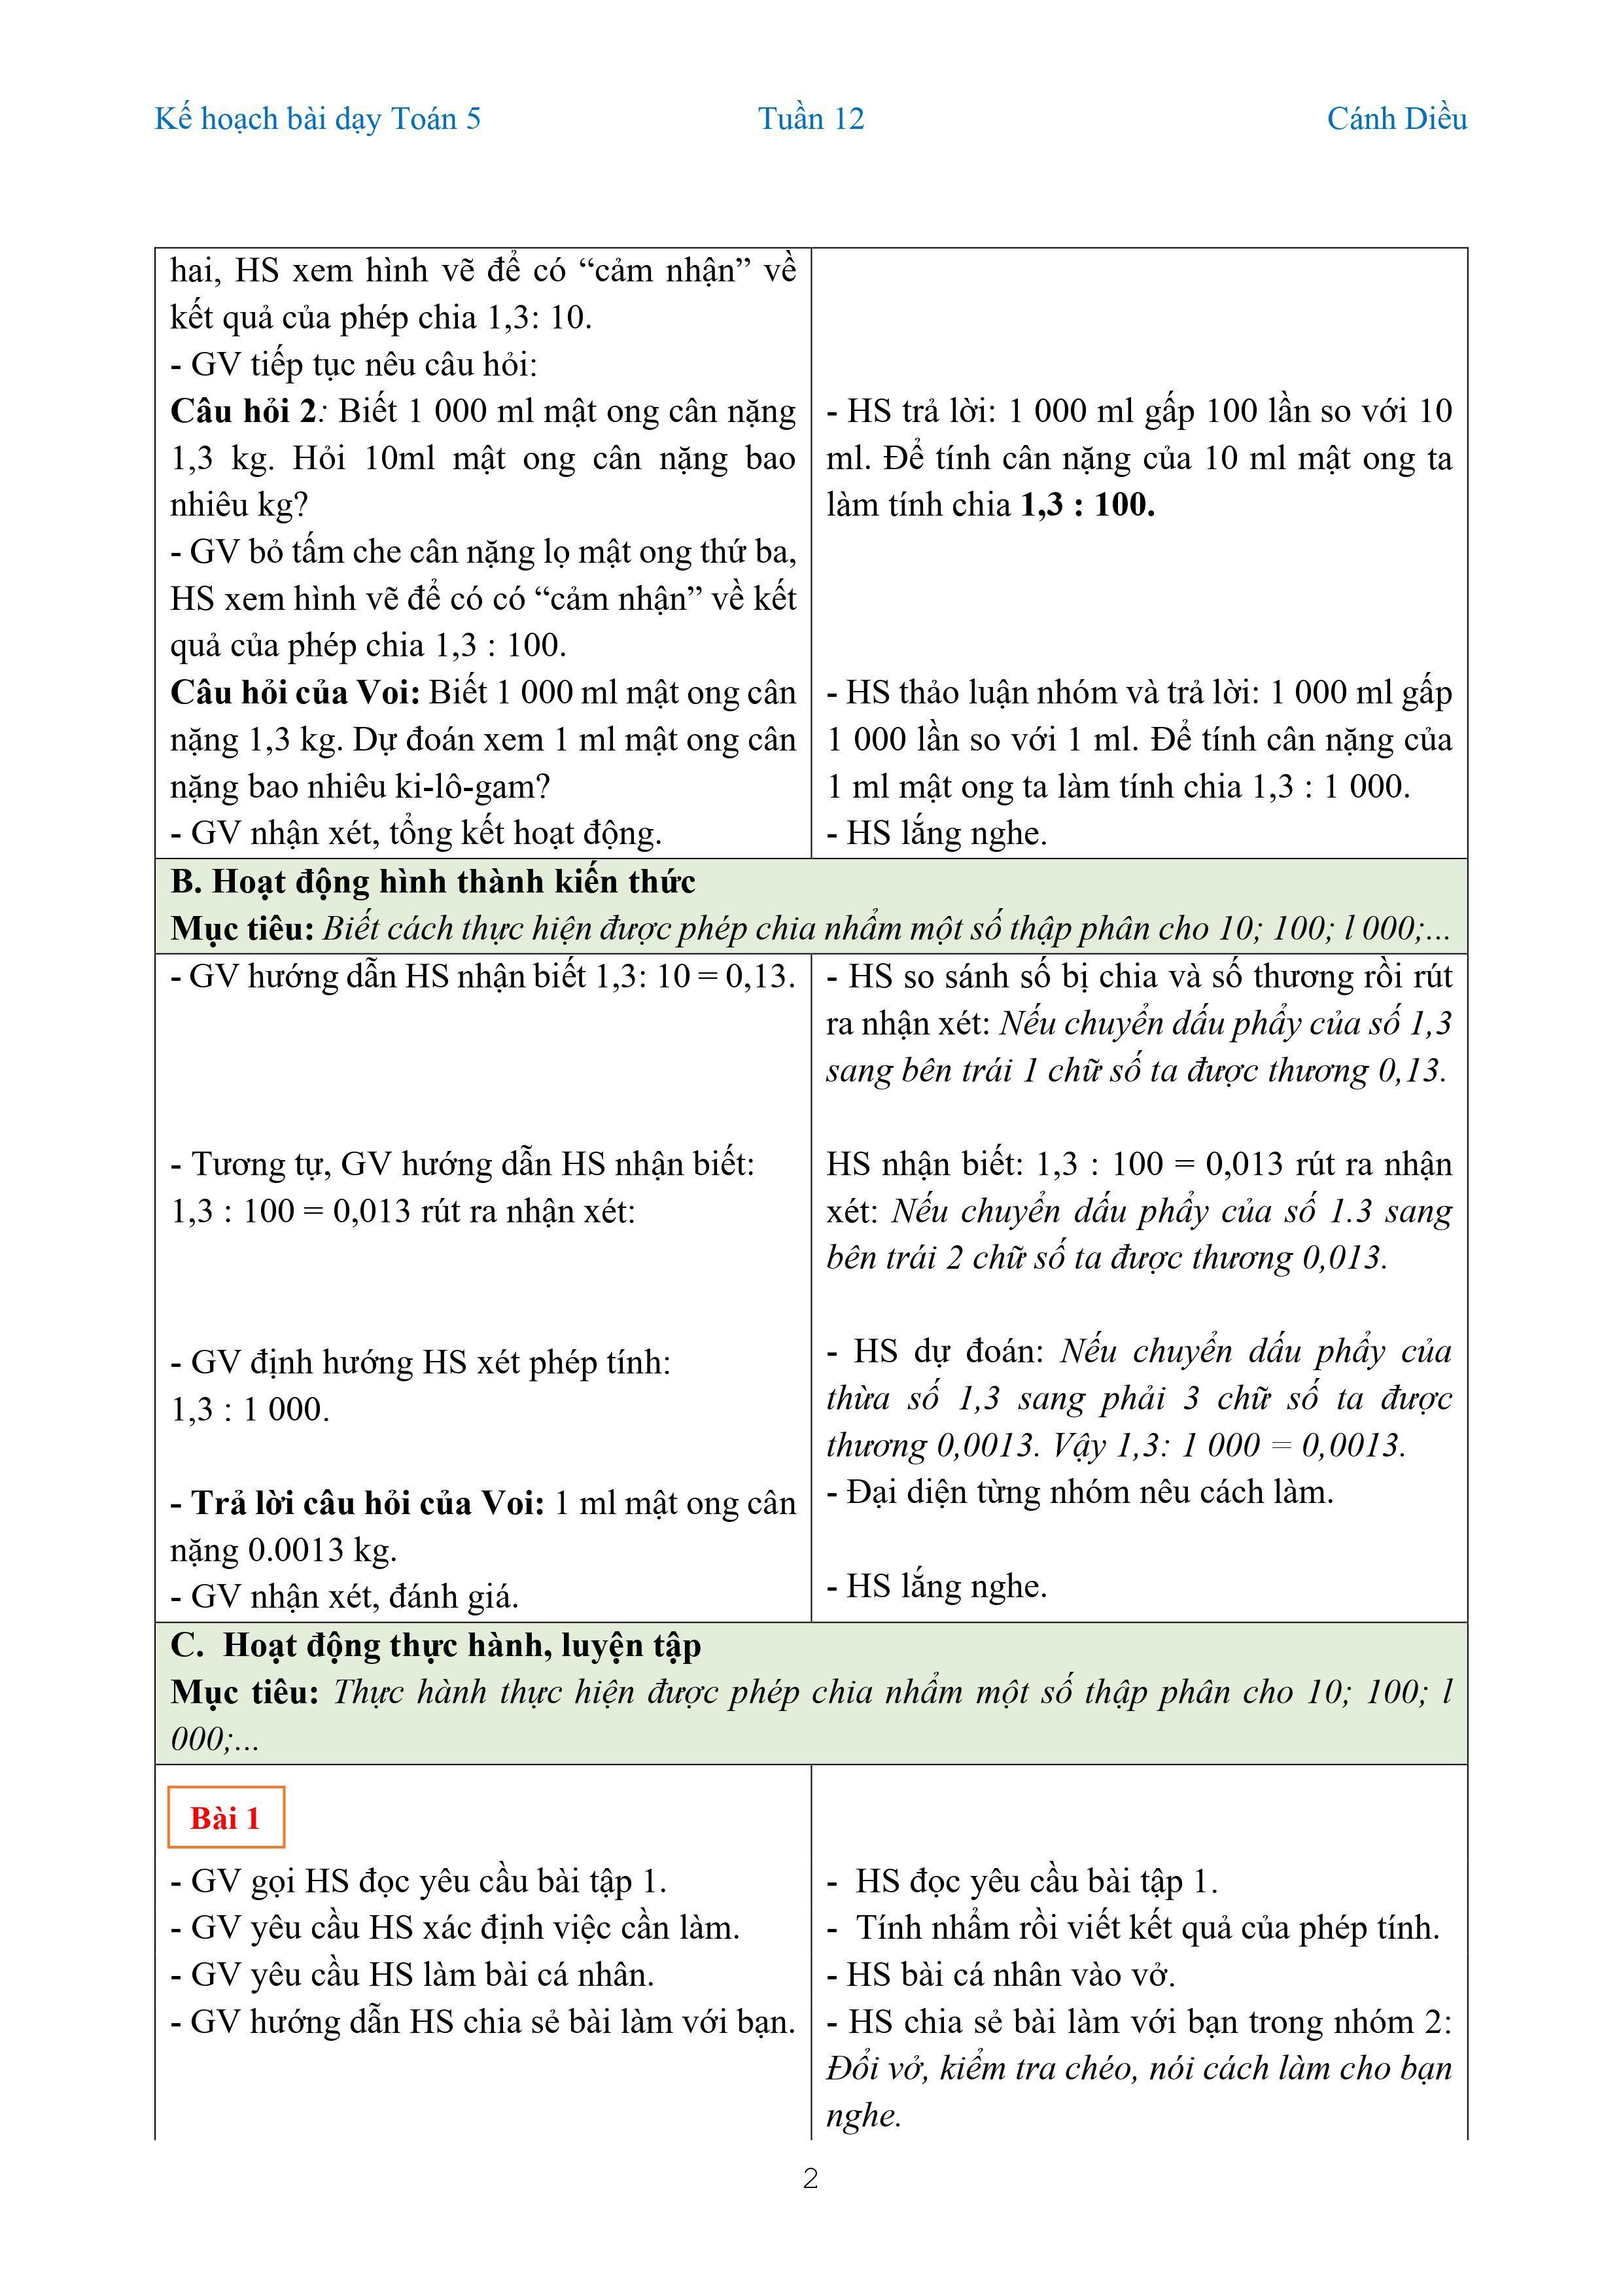 Kế hoạch bài dạy Toán 5 Tuần 12 Cánh Diều
hai, HS xem hình vẽ để có “cảm nhận” về
kết quả của phép chia 1,3: 10.
- GV tiếp tục nêu câu hỏi:
Câu hỏi 2: Biết 1 000 ml mật ong cân nặng
1,3 kg. Hỏi 10ml mật ong cân nặng bao
nhiêu kg?
- GV bỏ tấm che cân nặng lọ mật ong thứ ba,
HS xem hình vẽ để có có “cảm nhận” về kết
quả của phép chia 1,3 : 100.
Câu hỏi của Voi: Biết 1 000 ml mật ong cân
nặng 1,3 kg. Dự đoán xem 1 ml mật ong cân
nặng bao nhiêu ki-lô-gam?
- GV nhận xét, tổng kết hoạt động.
- HS trả lời: 1 000 ml gấp 100 lần so với 10
ml. Để tính cân nặng của 10 ml mật ong ta
làm tính chia 1,3 : 100.
- HS thảo luận nhóm và trả lời: 1 000 ml gấp
1 000 lần so với 1 ml. Để tính cân nặng của
1 ml mật ong ta làm tính chia 1,3 : 1 000.
- HS lắng nghe.
B. Hoạt động hình thành kiến thức
Mục tiêu: Biết cách thực hiện được phép chia nhẩm một số thập phân cho 10; 100; l 000;...
- GV hướng dẫn HS nhận biết 1,3: 10 = 0,13.
- Tương tự, GV hướng dẫn HS nhận biết:
1,3 : 100 = 0,013 rút ra nhận xét:
- GV định hướng HS xét phép tính:
1,3 : 1 000.
- Trả lời câu hỏi của Voi: 1 ml mật ong cân
nặng 0.0013 kg.
- GV nhận xét, đánh giá.
- HS so sánh số bị chia và số thương rồi rút
ra nhận xét: Nếu chuyển dấu phẩy của số 1,3
sang bên trái 1 chữ số ta được thương 0,13.
HS nhận biết: 1,3 : 100 = 0,013 rút ra nhận
xét: Nếu chuyển dấu phẩy của số 1.3 sang
bên trái 2 chữ số ta được thương 0,013.
- HS dự đoán: Nếu chuyển dấu phẩy của
thừa số 1,3 sang phải 3 chữ số ta được
thương 0,0013. Vậy 1,3: 1 000 = 0,0013.
- Đại diện từng nhóm nêu cách làm.
- HS lắng nghe.
C. Hoạt động thực hành, luyện tập
Mục tiêu: Thực hành thực hiện được phép chia nhẩm một số thập phân cho 10; 100; l
000;...
Bài 1
- GV gọi HS đọc yêu cầu bài tập 1.
- GV yêu cầu HS xác định việc cần làm.
- GV yêu cầu HS làm bài cá nhân.
- GV hướng dẫn HS chia sẻ bài làm với bạn.
- HS đọc yêu cầu bài tập 1.
- Tính nhẩm rồi viết kết quả của phép tính.
- HS bài cá nhân vào vở.
- HS chia sẻ bài làm với bạn trong nhóm 2:
Đổi vở, kiểm tra chéo, nói cách làm cho bạn
nghe.
2